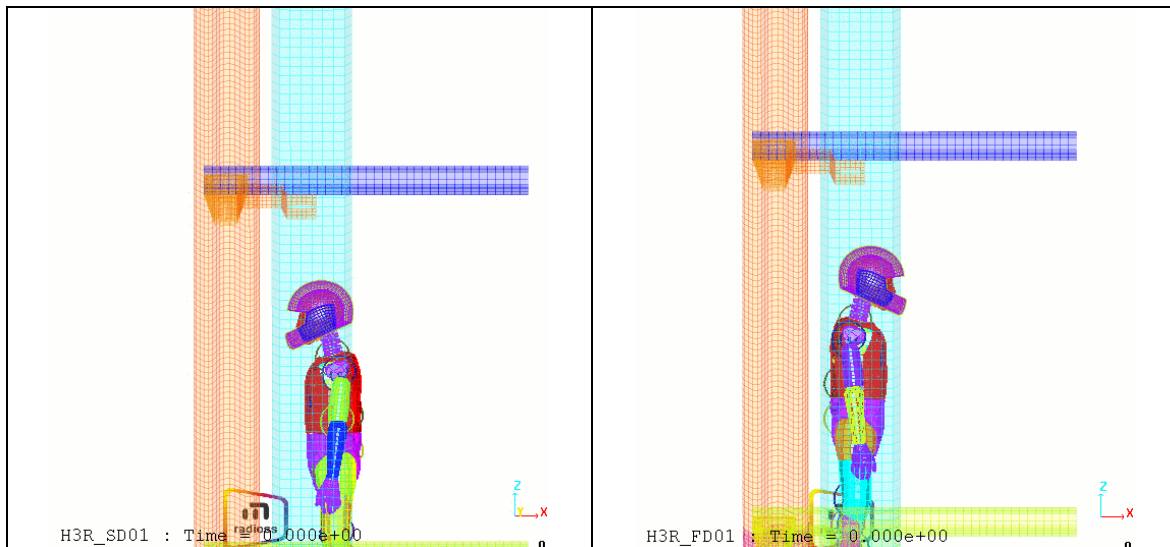 Z
Y X
radioss
H3R_SD01 : Time = 0.000e+00
Z
X
H3R_FD01 : Time = 0.000e+00